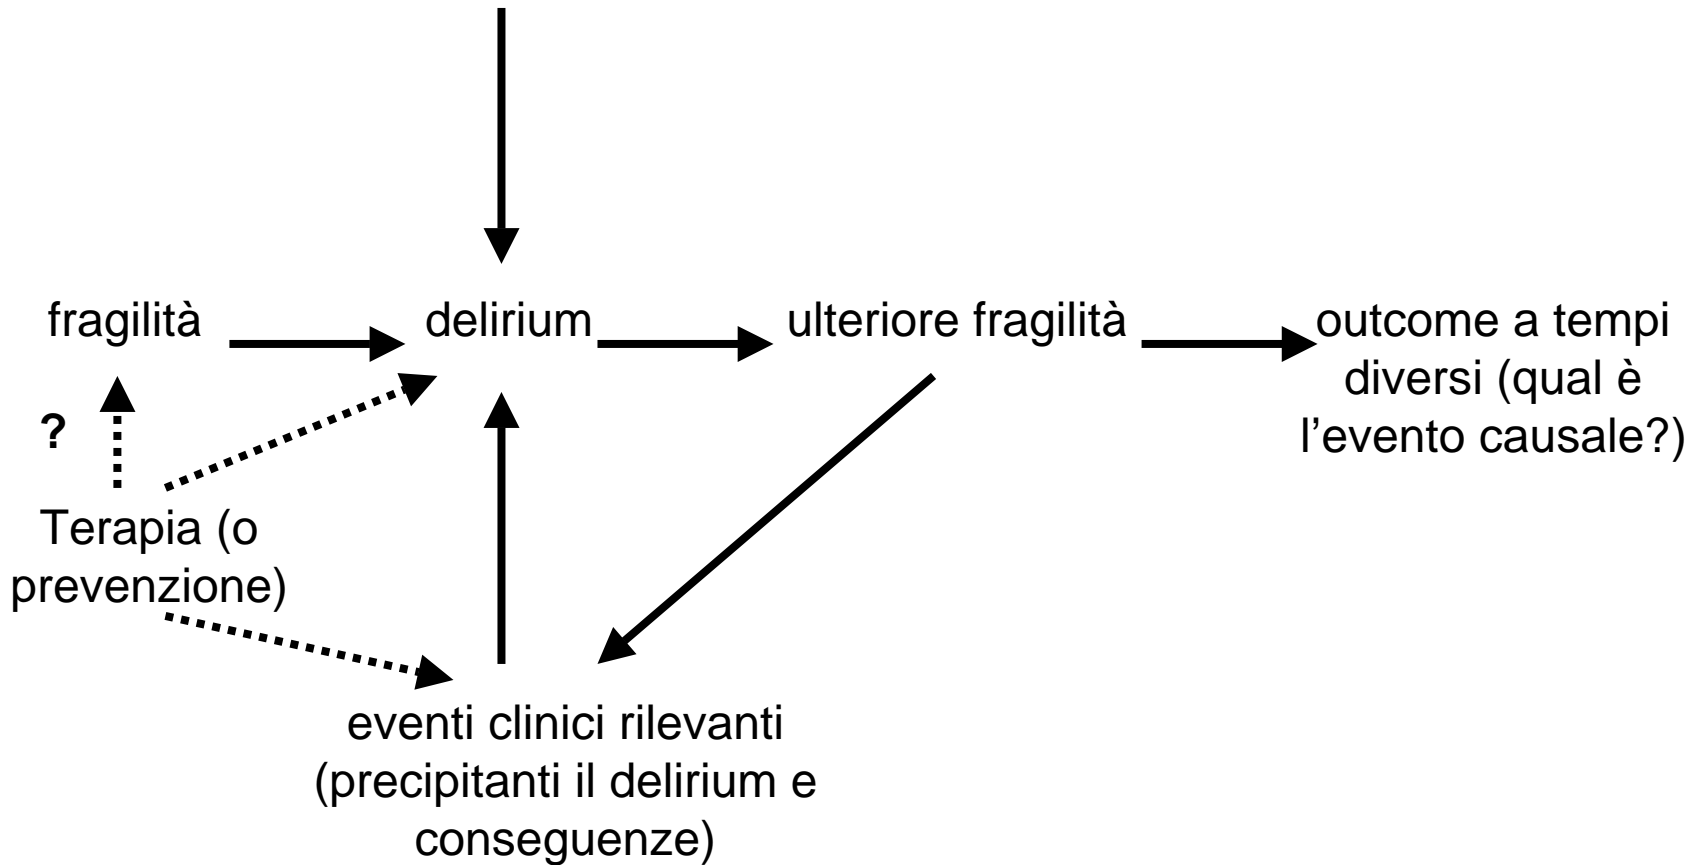 fragilità
delirium
ulteriore fragilità
outcome a tempi
diversi (qual è
l'evento causale?)
?
Terapia (o
prevenzione)
eventi clinici rilevanti
(precipitanti il delirium e
conseguenze)